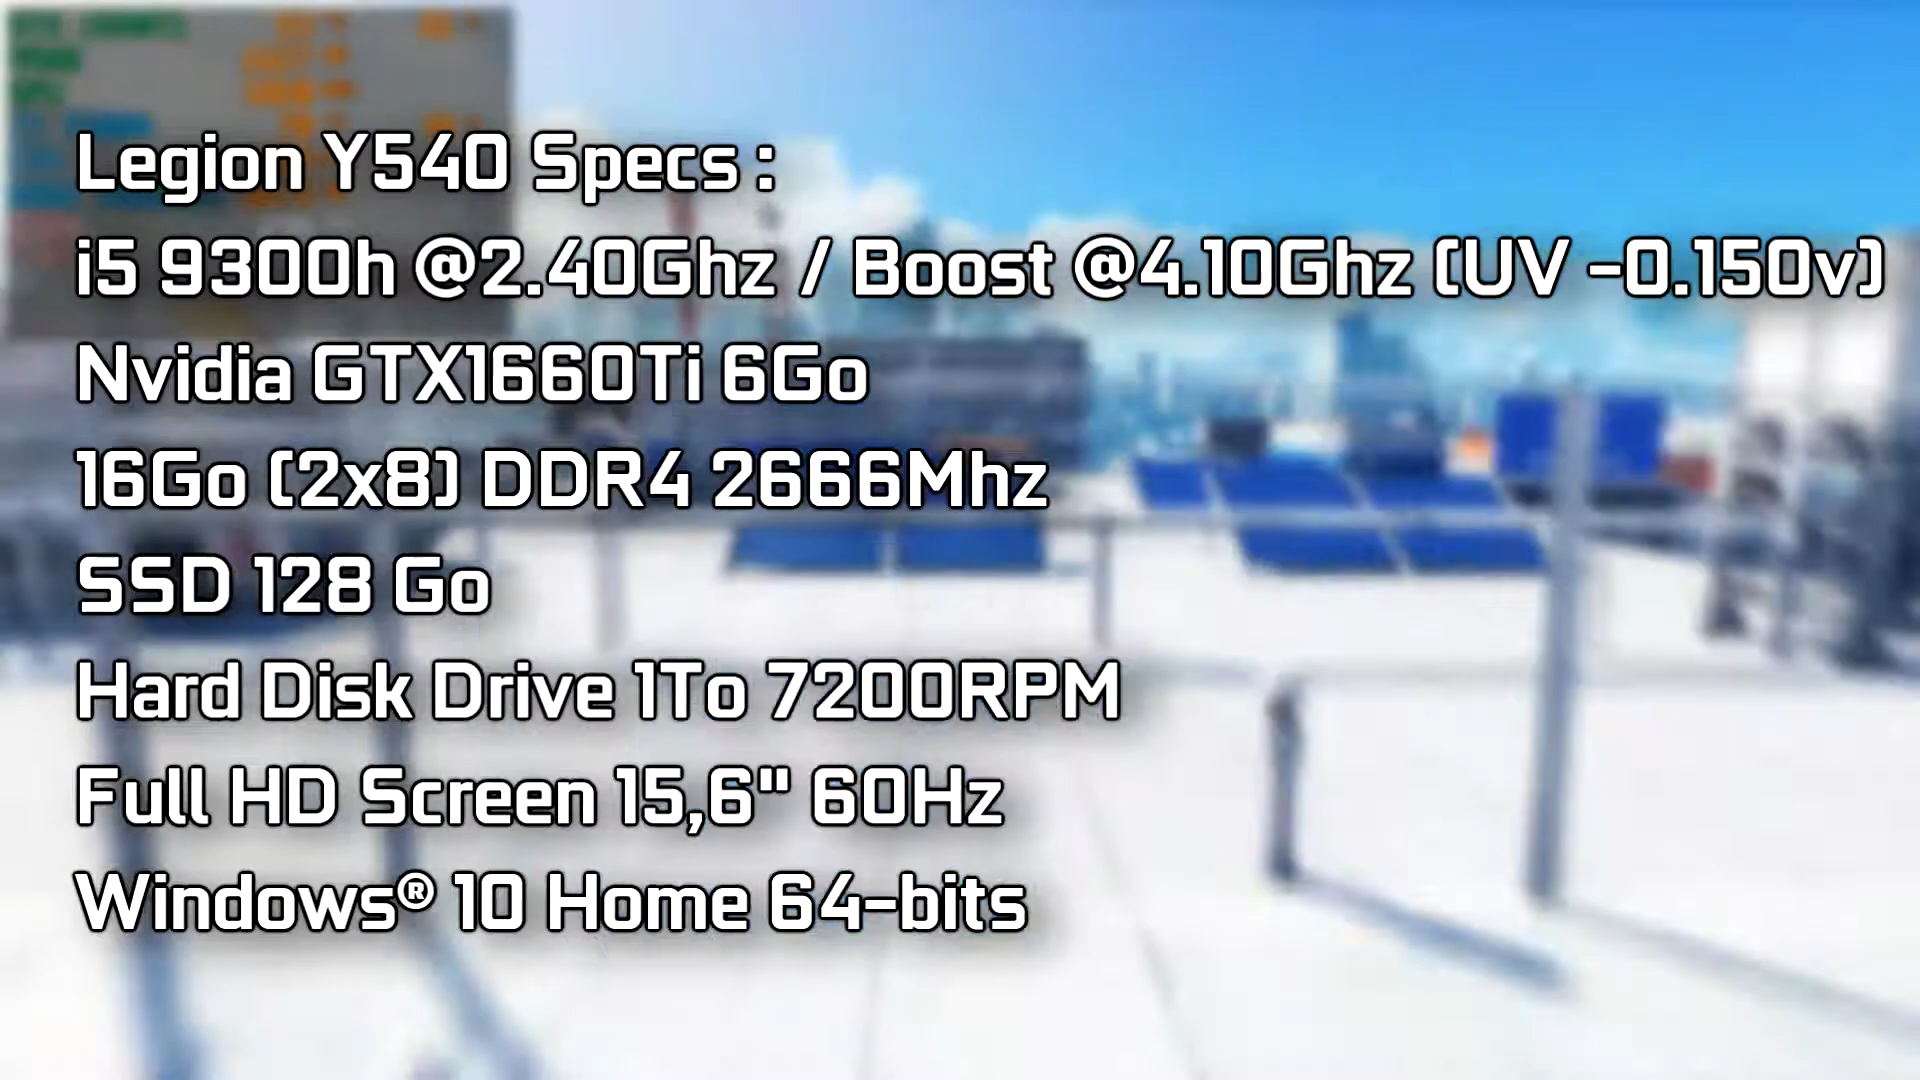 Legion Y540 Specs :
i5 9300h @2.40Ghz / Boost @4.10Ghz (UV -0.150v)
Nvidia GTX1660Ti 6Go
16Go (2x8) DDR4 2666Mhz
SSD 128 Go
Hard Disk Drive 1To 7200RPM
Full HD Screen 15,6" 60Hz
Windows® 10 Home 64-bits